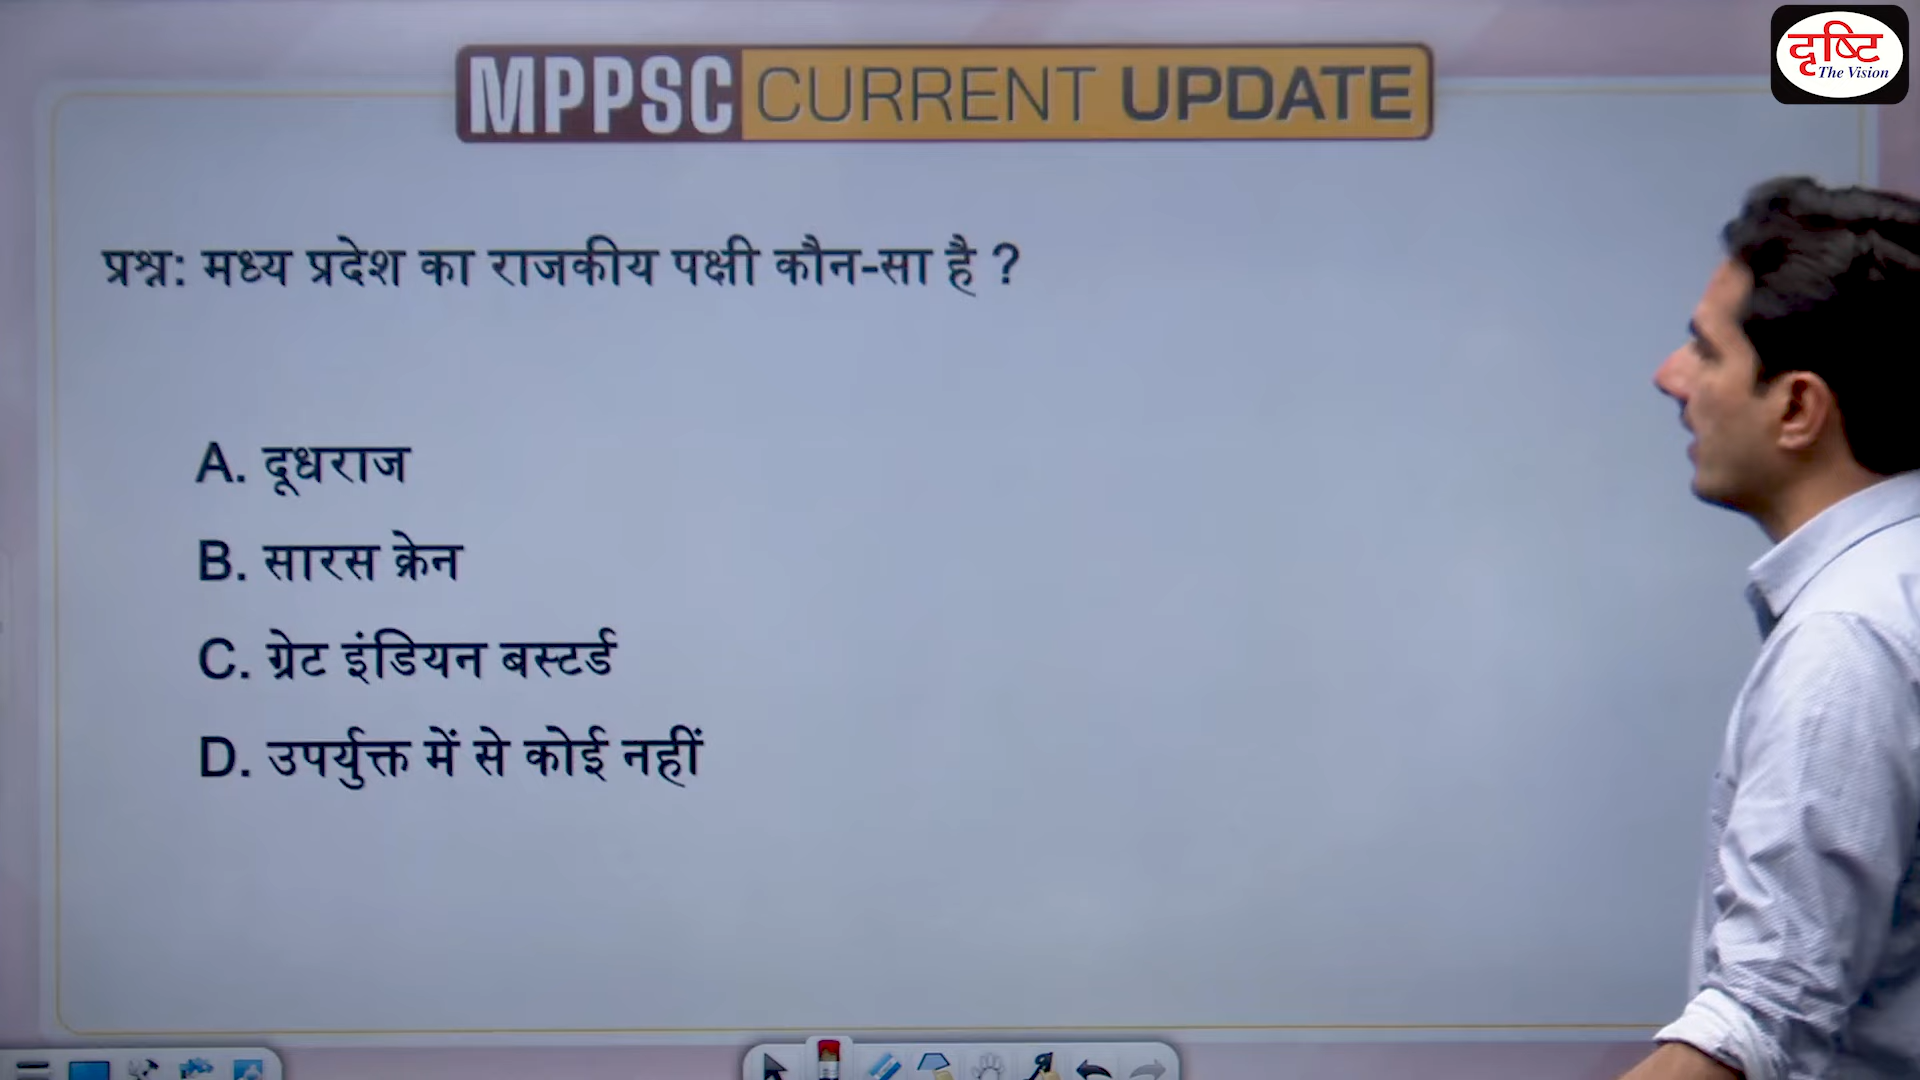 दृष्टि
The Vision
MPPSC CURRENT UPDATE
प्रश्न: मध्य प्रदेश का राजकीय पक्षी कौन-सा है ?
A. दूधराज
B. सारस क्रेन
C. ग्रेट इंडियन बस्टर्ड
D. उपर्युक्त में से कोई नहीं